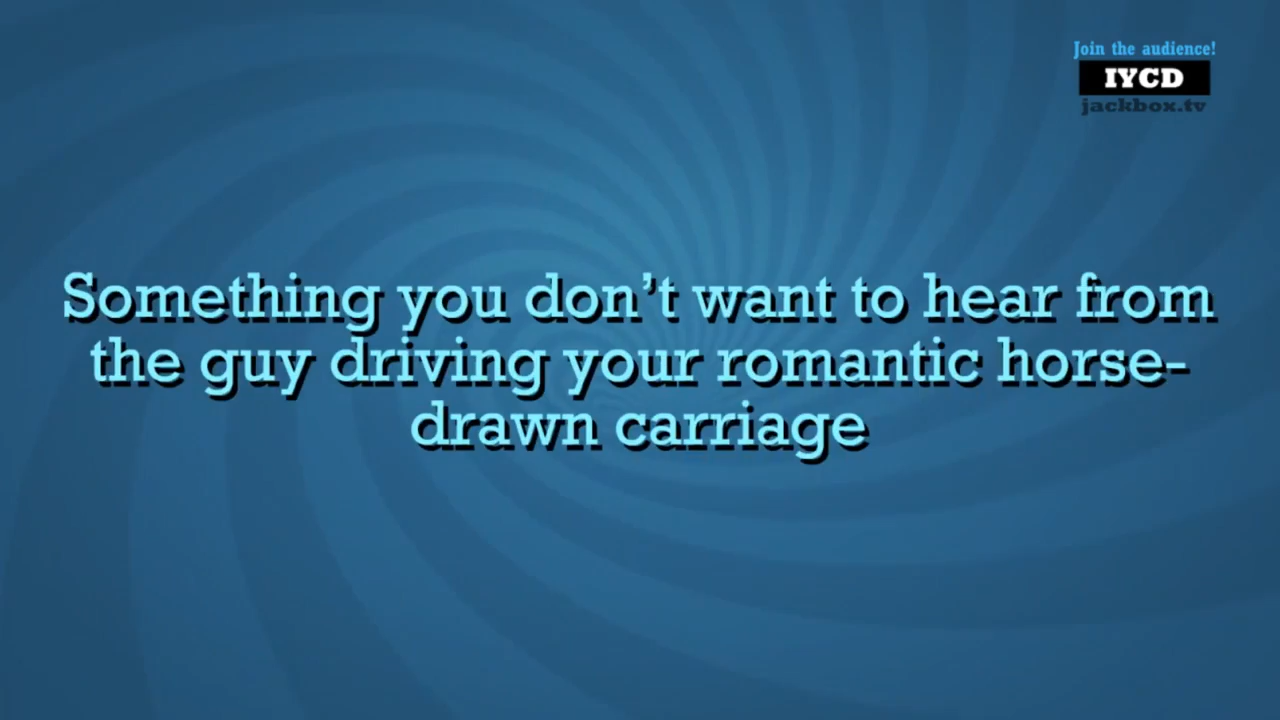 Join the audience!
IYCD
jackbox.tv
Something you don't want to hear from
the guy driving your romantic horse-
drawn carriage